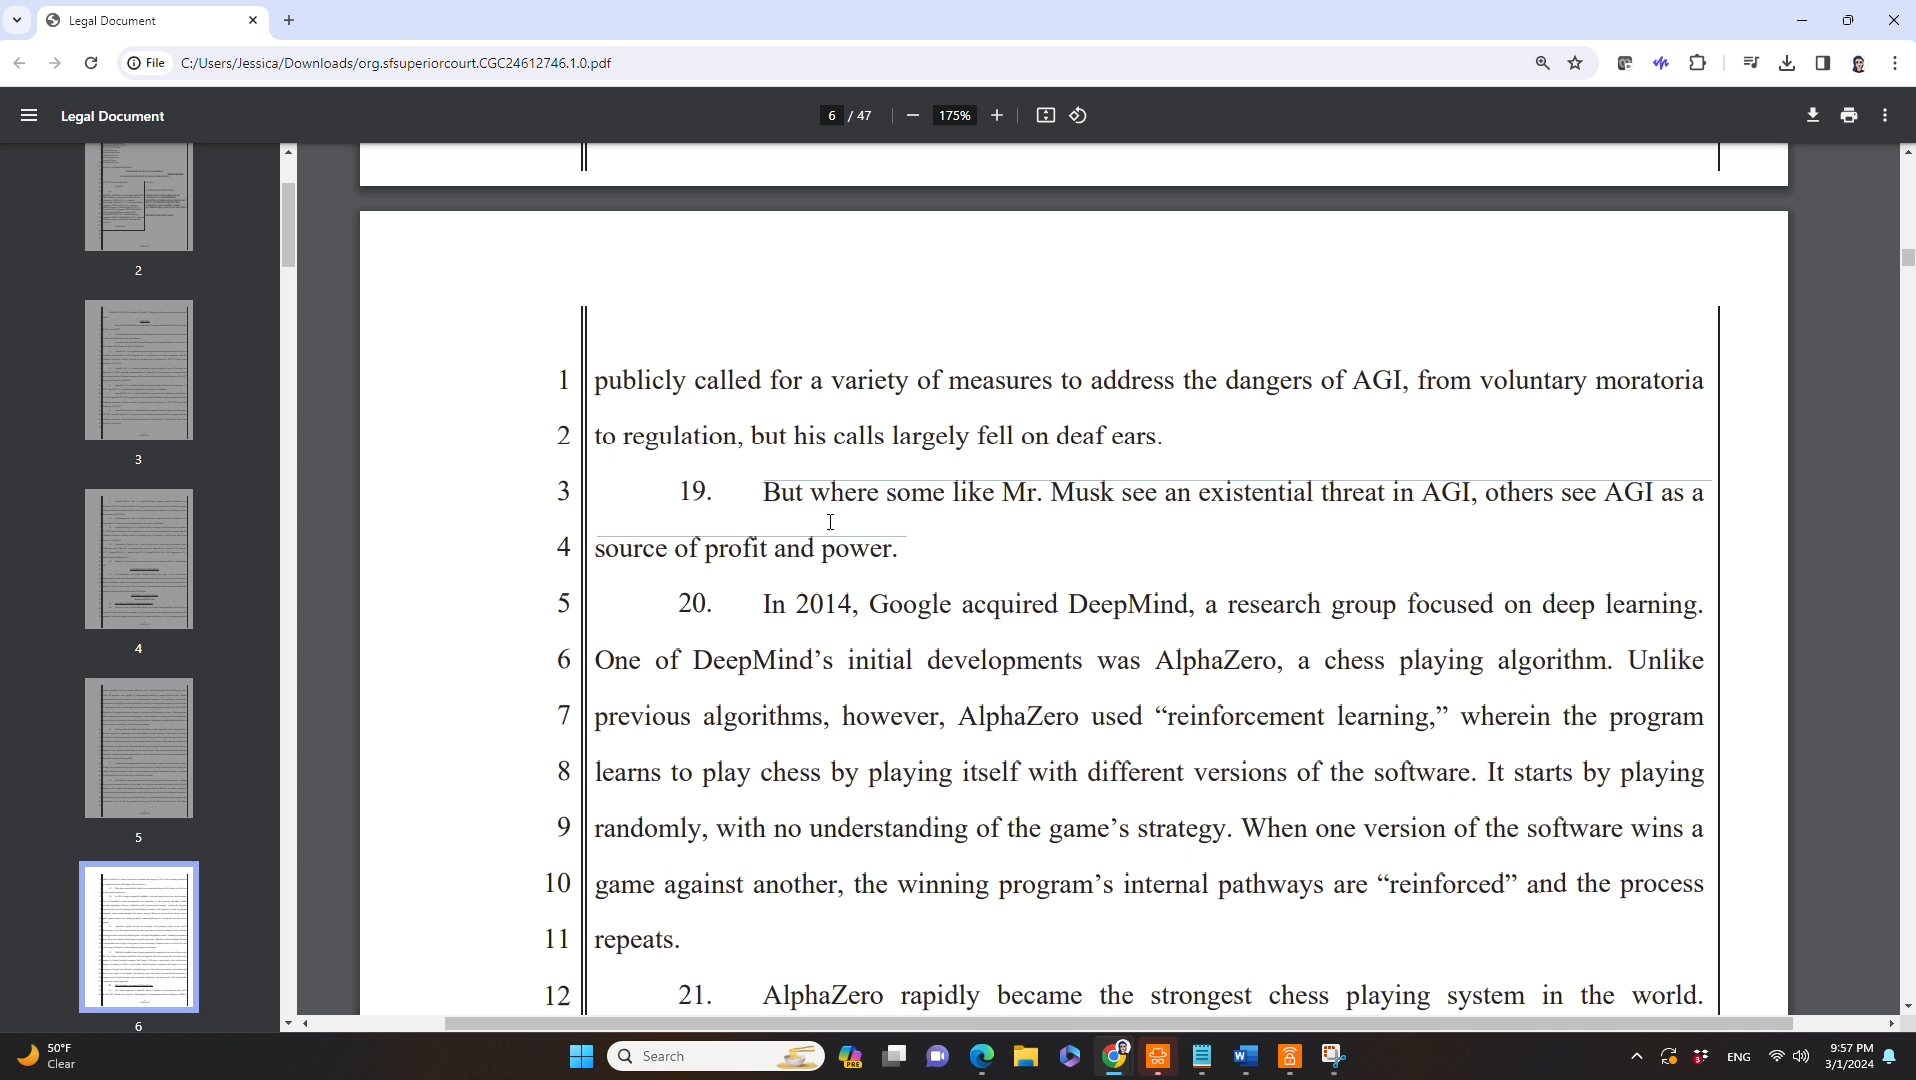 Legal Document
File
C:/Users/Jessica/Downloads/org.sfsuperiorcourt.CGC24612746.1.0.pdf
Legal Document
6 / 47
175%
2
3
4
5
6
1 publicly called for a variety of measures to address the dangers of AGI, from voluntary moratoria
2 to regulation, but his calls largely fell on deaf ears.
3 19. But where some like Mr. Musk see an existential threat in AGI, others see AGI as a
4 source of profit and power.
5 20. In 2014, Google acquired DeepMind, a research group focused on deep learning.
6 One of DeepMind’s initial developments was AlphaZero, a chess playing algorithm. Unlike
7 previous algorithms, however, AlphaZero used “reinforcement learning,” wherein the program
8 learns to play chess by playing itself with different versions of the software. It starts by playing
9 randomly, with no understanding of the game’s strategy. When one version of the software wins a
10 game against another, the winning program’s internal pathways are “reinforced” and the process
11 repeats.
12 21. AlphaZero rapidly became the strongest chess playing system in the world.
50°F
Clear
Search
PRE
3
ENG
9:57 PM
3/1/2024